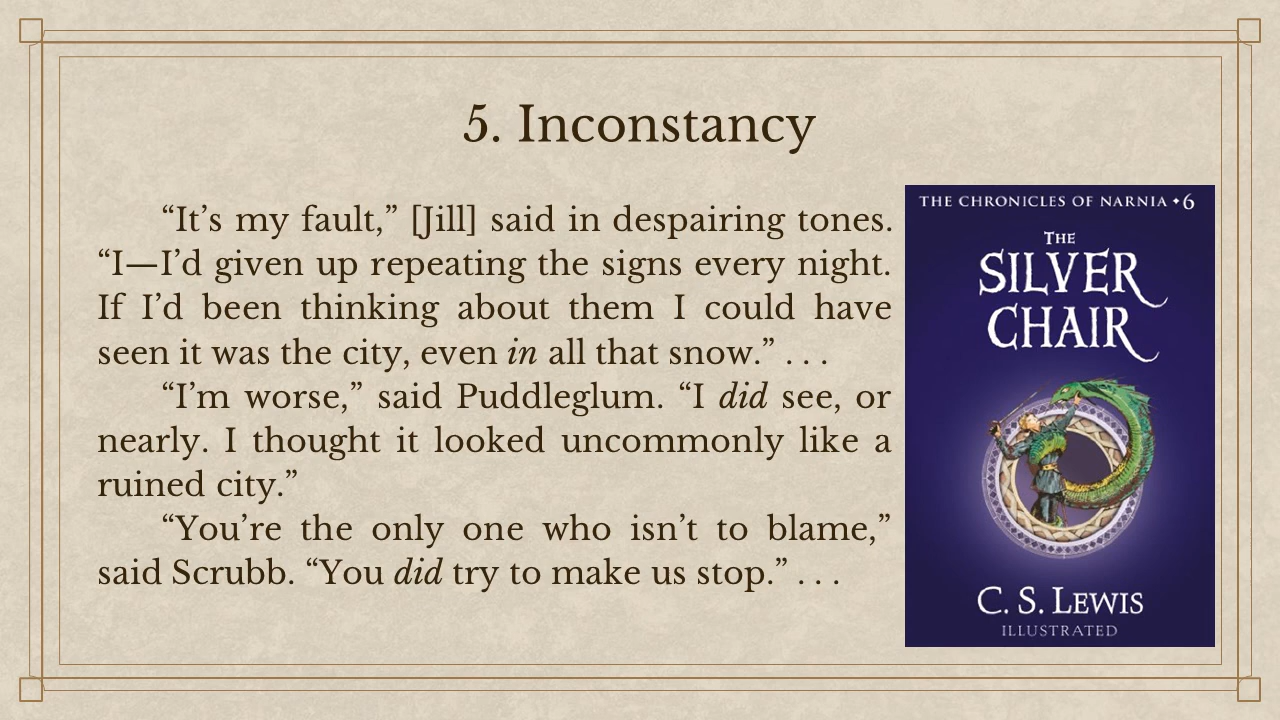 5. Inconstancy
“It’s my fault,” [Jill] said in despairing tones.
“I—I’d given up repeating the signs every night.
If I’d been thinking about them I could have
seen it was the city, even in all that snow.” . . .
“I’m worse,” said Puddleglum. “I did see, or
nearly. I thought it looked uncommonly like a
ruined city.”
“You’re the only one who isn’t to blame,”
said Scrubb. “You did try to make us stop.” . . .
THE CHRONICLES OF NARNIA • 6
THE
SILVER
CHAIR
C. S. LEWIS
ILLUSTRATED